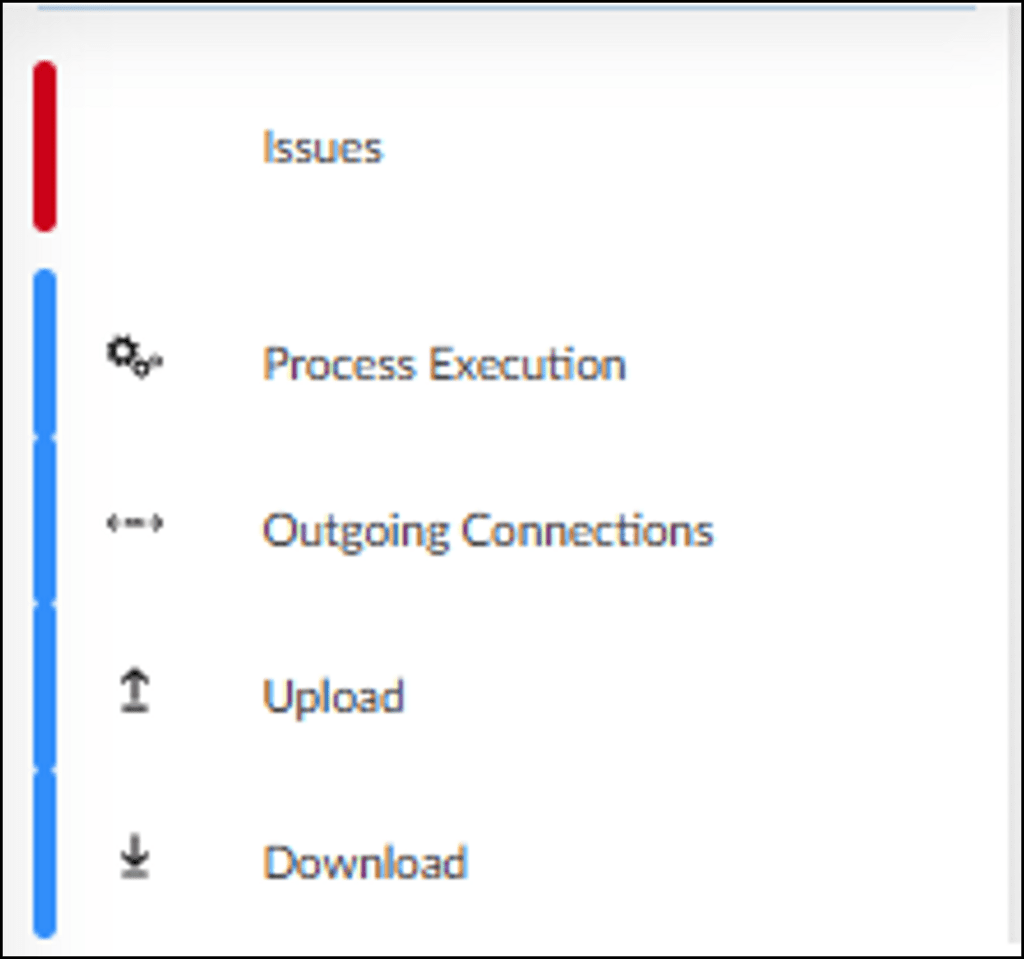 Issues
Process Execution
Outgoing Connections
Upload
Download